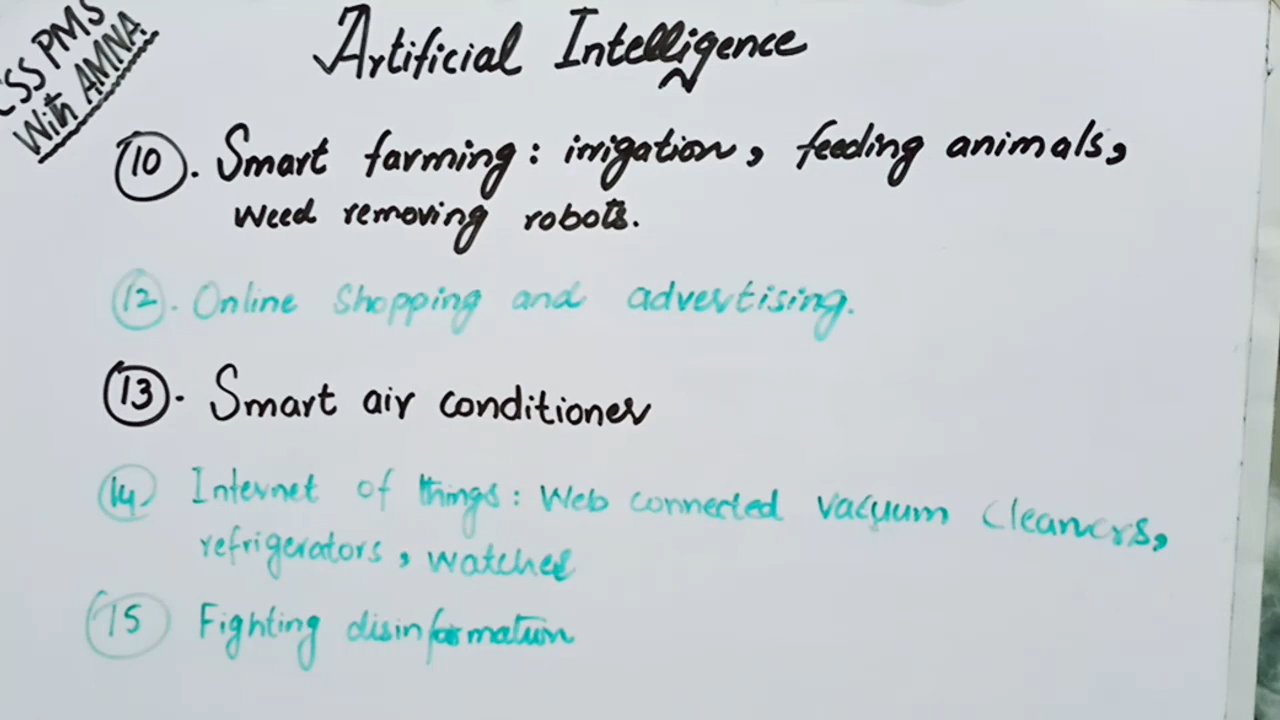 CSS PMS
With AMNA
Artificial Intelligence
10. Smart farming: irrigation, feeding animals,
weed removing robots.
12. Online Shopping and advertising.
13. Smart air conditioner
14 Internet of things: Web connected vacuum cleaners,
refrigerators, watches
15 Fighting disinformation